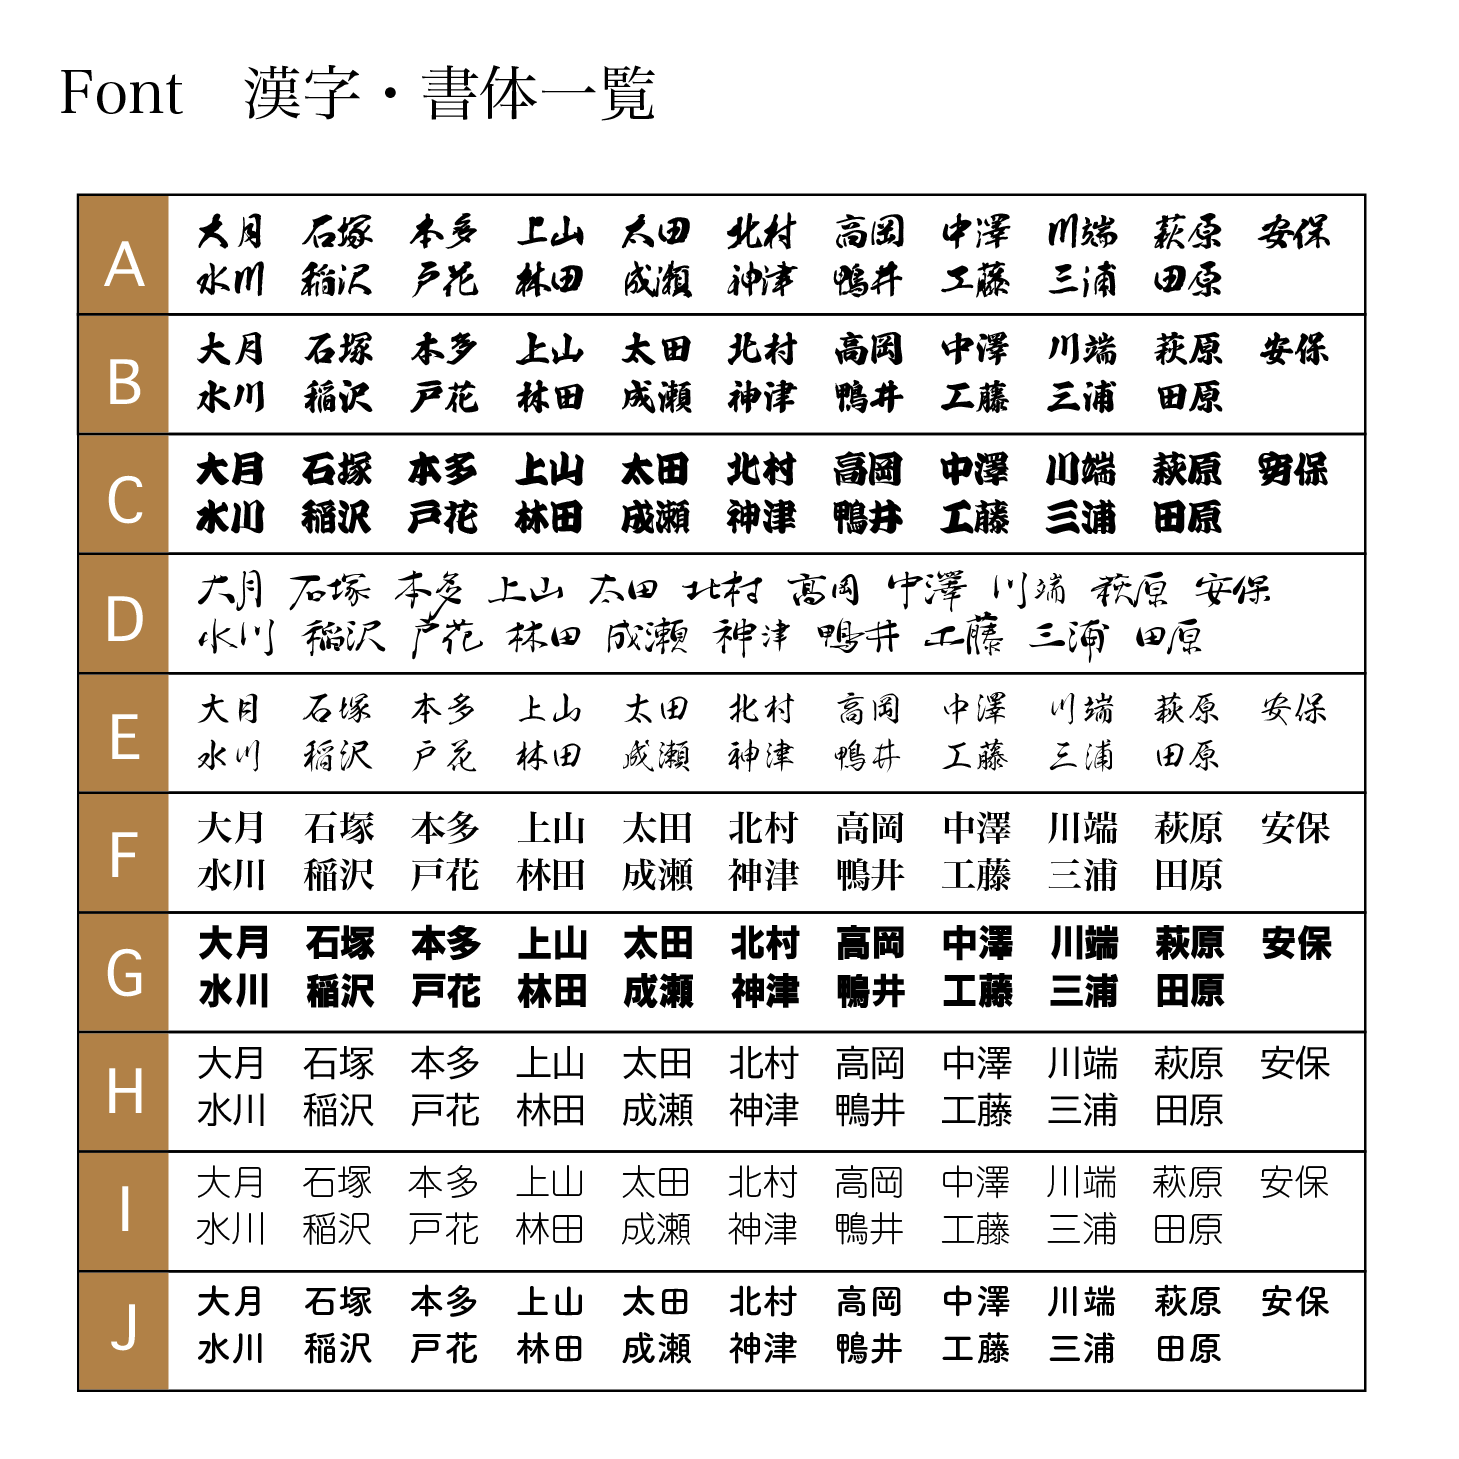 Font　漢字・書体一覧
A
大月 石塚 本多 上山 太田 北村 高岡 中澤 川端 萩原 安保
水川 稲沢 戸花 林田 成瀬 神津 鴨井 工藤 三浦 田原
B
大月 石塚 本多 上山 太田 北村 高岡 中澤 川端 萩原 安保
水川 稲沢 戸花 林田 成瀬 神津 鴨井 工藤 三浦 田原
C
大月 石塚 本多 上山 太田 北村 高岡 中澤 川端 萩原 安保
水川 稲沢 戸花 林田 成瀬 神津 鴨井 工藤 三浦 田原
D
大月 石塚 本多 上山 太田 北村 高岡 中澤 川端 萩原 安保
水川 稲沢 戸花 林田 成瀬 神津 鴨井 工藤 三浦 田原
E
大月 石塚 本多 上山 太田 北村 高岡 中澤 川端 萩原 安保
水川 稲沢 戸花 林田 成瀬 神津 鴨井 工藤 三浦 田原
F
大月 石塚 本多 上山 太田 北村 高岡 中澤 川端 萩原 安保
水川 稲沢 戸花 林田 成瀬 神津 鴨井 工藤 三浦 田原
G
大月 石塚 本多 上山 太田 北村 高岡 中澤 川端 萩原 安保
水川 稲沢 戸花 林田 成瀬 神津 鴨井 工藤 三浦 田原
H
大月 石塚 本多 上山 太田 北村 高岡 中澤 川端 萩原 安保
水川 稲沢 戸花 林田 成瀬 神津 鴨井 工藤 三浦 田原
I
大月 石塚 本多 上山 太田 北村 高岡 中澤 川端 萩原 安保
水川 稲沢 戸花 林田 成瀬 神津 鴨井 工藤 三浦 田原
J
大月 石塚 本多 上山 太田 北村 高岡 中澤 川端 萩原 安保
水川 稲沢 戸花 林田 成瀬 神津 鴨井 工藤 三浦 田原